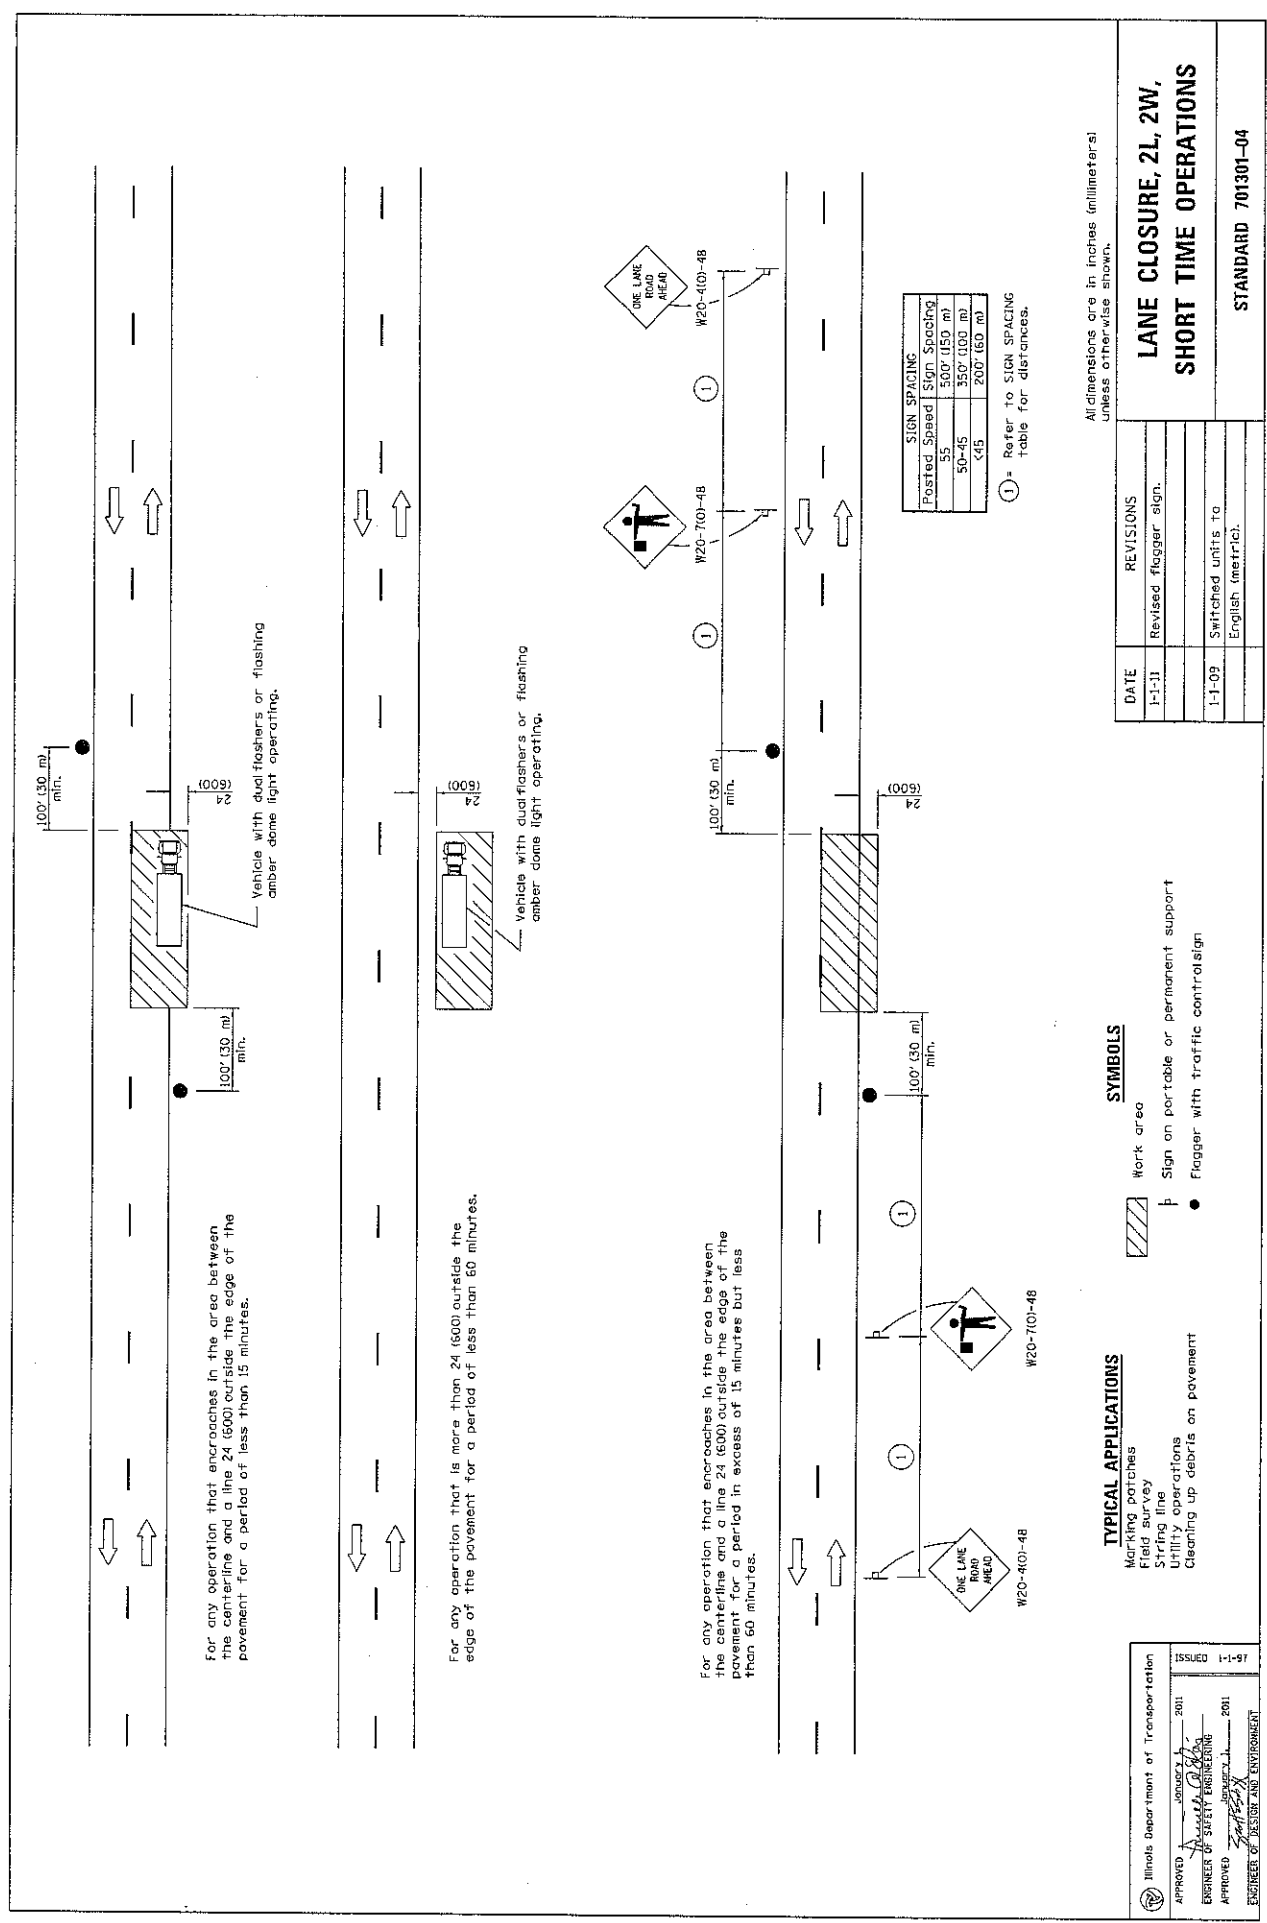 100' (30 m)
min.
24
(600)
Vehicle with dual flashers or flashing
amber dome light operating.
100' (30 m)
min.
For any operation that encroaches in the area between
the centerline and a line 24 (600) outside the edge of the
pavement for a period of less than 15 minutes.
24
(600)
Vehicle with dual flashers or flashing
amber dome light operating.
For any operation that is more than 24 (600) outside the
edge of the pavement for a period of less than 60 minutes.
ONE LANE
ROAD
AHEAD
W20-4(O)-48
1
W20-7(O)-48
1
100' (30 m)
min.
24
(600)
100' (30 m)
min.
For any operation that encroaches in the area between
the centerline and a line 24 (600) outside the edge of the
pavement for a period in excess of 15 minutes but less
than 60 minutes.
1
W20-7(O)-48
1
ONE LANE
ROAD
AHEAD
W20-4(O)-48
SIGN SPACING
Posted Speed Sign Spacing
55 500' (150 m)
50-45 350' (100 m)
<45 200' (60 m)
1 = Refer to SIGN SPACING
table for distances.
SYMBOLS
Work area
Sign on portable or permanent support
Flagger with traffic control sign
TYPICAL APPLICATIONS
Marking patches
Field survey
String line
Utility operations
Cleaning up debris on pavement
All dimensions are in inches (millimeters)
unless otherwise shown.
Illinois Department of Transportation
APPROVED January 2011
ENGINEER OF SAFETY ENGINEERING
APPROVED January 1, 2011
ENGINEER OF DESIGN AND ENVIRONMENT
ISSUED 1-1-97
DATE REVISIONS
1-1-11 Revised flagger sign.
1-1-09 Switched units to
English (metric).
LANE CLOSURE, 2L, 2W,
SHORT TIME OPERATIONS
STANDARD 701301-04